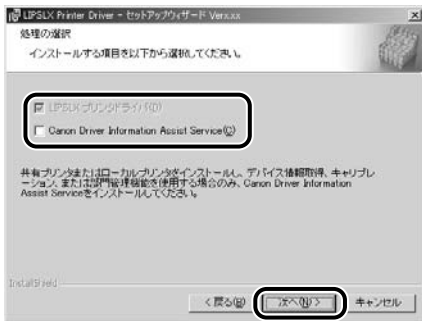 LIPSLX Printer Driver - セットアップウィザード Ver.x.xx
処理の選択
インストールする項目を以下から選択してください。
LIPSLX プリンタドライバ(D)
Canon Driver Information Assist Service(C)
共有プリンタまたはローカルプリンタをインストールし、デバイス情報取得、キャリブレ
ーション、または部門管理機能を使用する場合のみ、Canon Driver Information
Assist Serviceをインストールしてください。
InstallShield
< 戻る(B)
次へ(N) >
キャンセル